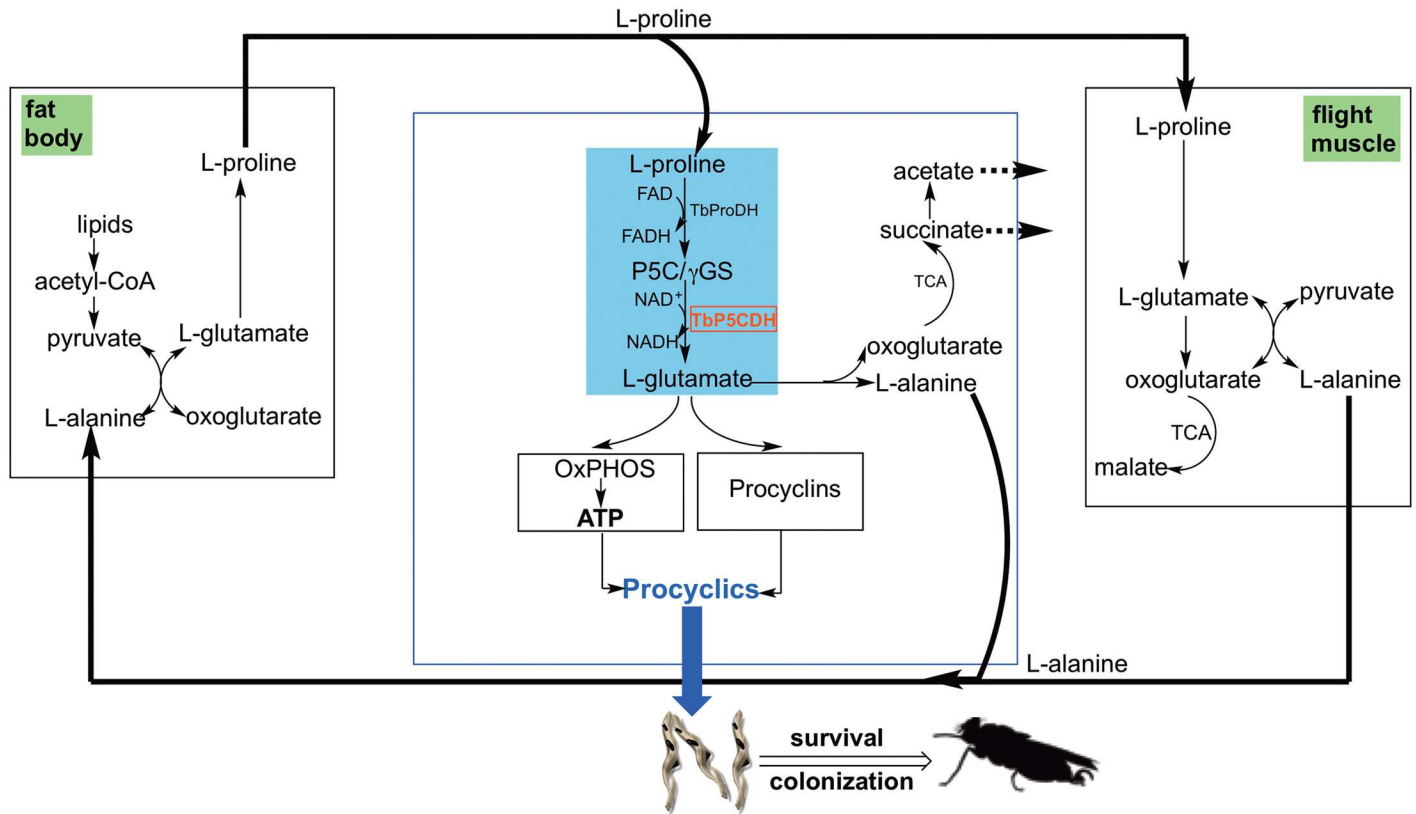 L-proline
fat
body
L-proline
lipids
acetyl-CoA
pyruvate
L-glutamate
L-alanine
oxoglutarate
L-proline
FAD
TbProDH
FADH
P5C/γGS
NAD⁺
TbP5CDH
NADH
L-glutamate
acetate
succinate
TCA
oxoglutarate
L-alanine
OxPHOS
ATP
Procyclins
Procyclics
flight
muscle
L-proline
L-glutamate
pyruvate
oxoglutarate
L-alanine
TCA
malate
L-alanine
survival
colonization